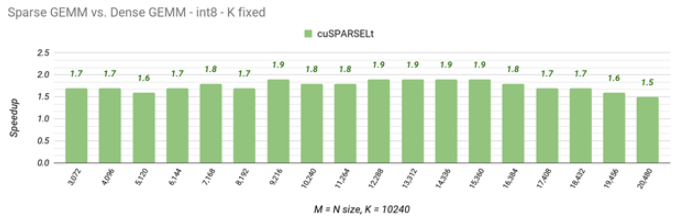 Sparse GEMM vs. Dense GEMM - int8 - K fixed
cuSPARSELt
2.5
2.0
1.5
1.0
0.5
0.0
Speedup
1.7 1.7 1.6 1.7 1.8 1.7 1.9 1.8 1.8 1.9 1.9 1.9 1.9 1.8 1.7 1.7 1.6 1.5
3,072 4,096 5,120 6,144 7,168 8,192 9,216 10,240 11,264 12,288 13,312 14,336 15,360 16,384 17,408 18,432 19,456 20,480
M = N size, K = 10240